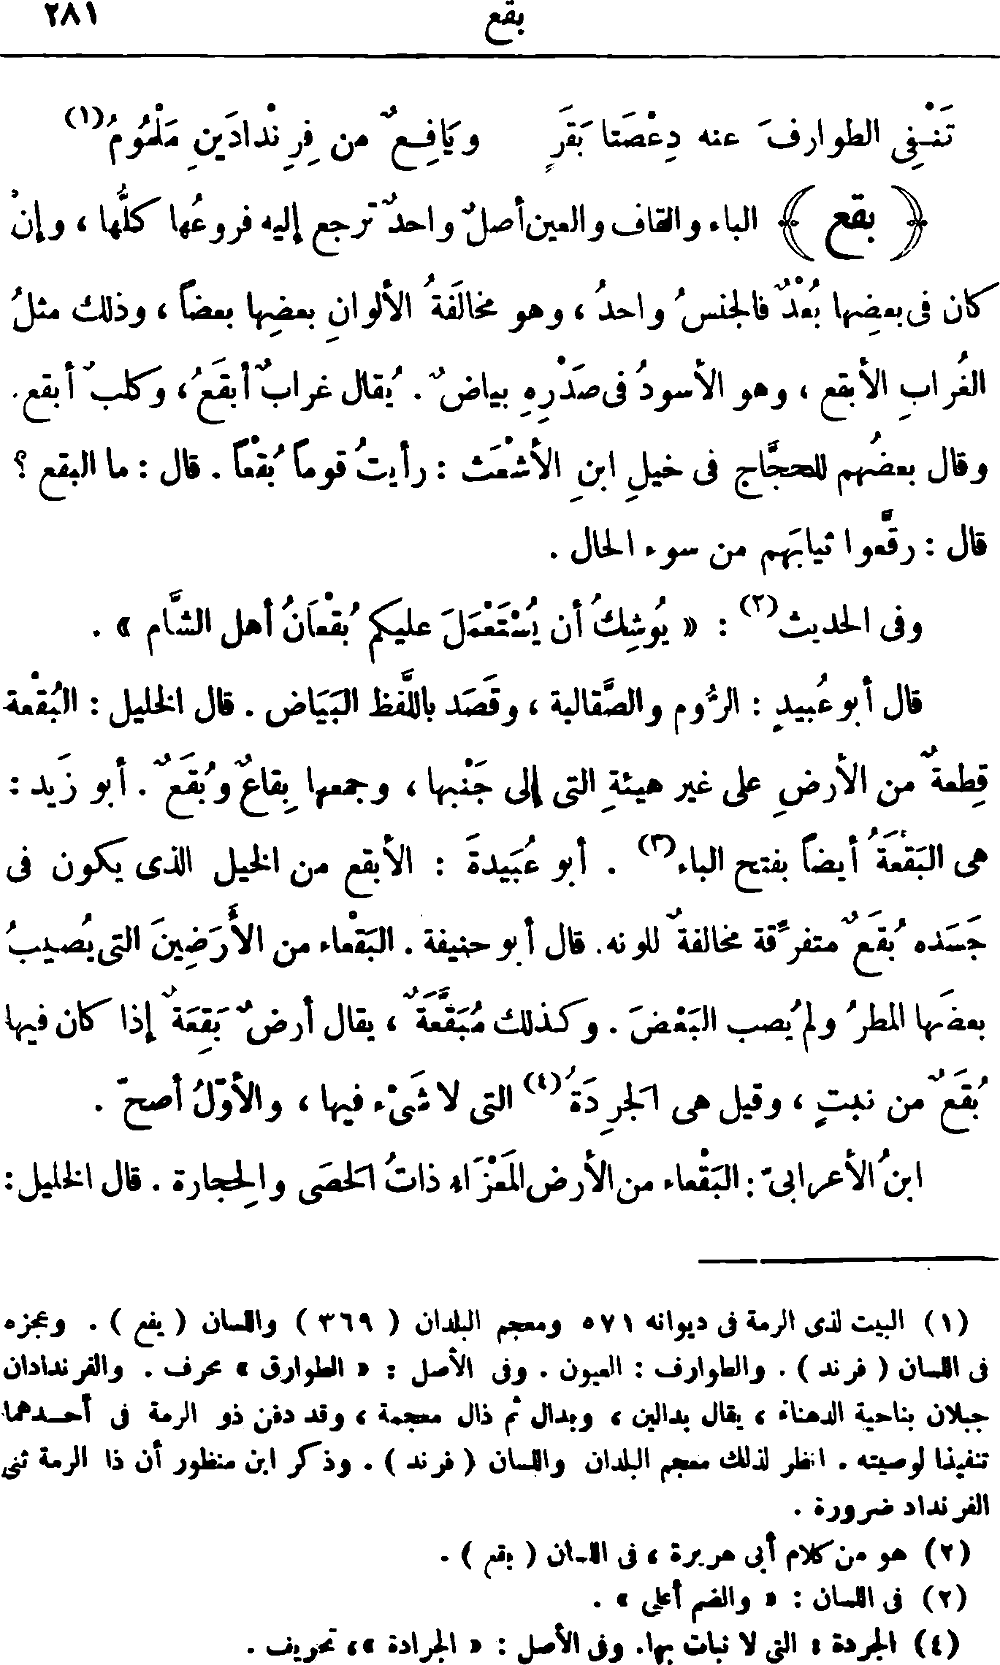 بقع ٢٨١
تَنْفِى الطوارفَ عنه دِعْصَتا بَقَرٍ ويَافِعٌ من فِرِنْدادَينِ مَلْمُومُ(١)
﴿ بقع ﴾ الباء والقاف والعين أصلٌ واحدٌ ترجع إليه فروعُها كلُّها ، وإنْ
كان فى بعضِها بُعْدٌ فالجنسُ واحدُ ، وهو مخالَفةُ الألوانِ بعضِها بعضاً ، وذلك مثلُ
الغُرابِ الأبقع ، وهو الأسودُ فى صَدْرِهِ بياضٌ . يُقال غرابٌ أبقَعُ، وكلبٌ أبقع .
وقال بعضُهم للحجَّاج فى خيلِ ابنِ الأشْعَث : رأيتُ قوماً بُقْعاً . قال : ما البقع ؟
قال : رقَّعوا ثيابَهم من سوء الحال .
وفى الحديث(٢) : « يُوشِكُ أن يُسْتَعْمَلَ عليكم بُقْعَانُ أهل الشَّام » .
قال أبو عُبيدٍ : الرُّوم والصَّقالبة ، وقَصَد باللَّفظ البَيَاض . قال الخليل : البُقْعة
قِطعةٌ من الأرضِ على غير هيئةِ التى إلى جَنْبها ، وجمعها بِقاعٌ وبُقَعٌ . أبو زَيد :
هى البَقْعَةُ أيضاً بفتح الباء(٣) . أبو عُبَيدةَ : الأبقع من الخيل الذى يكون فى
جَسَده بُقَعٌ متفرِّقة مخالفةٌ للونه. قال أبو حنيفة . البَقْعاء من الأَرَضِينَ التى يُصيبُ
بعضَها المطرُ ولم يُصب البَعْضَ . وكذلك مُبَقَّعَةٌ ، يقال أرضٌ بَقِعَةٌ إذا كان فيها
بُقَعٌ من نبتٍ ، وقيل هى الجَرِدَةُ(٤) التى لا شَىْء فيها ، والأوّلُ أصحّ .
ابنُ الأعرابىّ : البَقْعاء من الأرض المَعْزَاء ذاتُ الحَصَى والحِجارة . قال الخليل :
(١) البيت لذى الرمة فى ديوانه ٥٧١ ومعجم البلدان ( ٣٦٩ ) واللسان ( يفع ) . وعجزه
فى اللسان ( فرند ) . والطوارف : العيون . وفى الأصل : « الطوارق » محرف . والفرندادان
جبلان بناحية الدهناء ، يقال بدالين ، وبدال ثم ذال معجمة ، وقد دفن ذو الرمة فى أحدهما
تنفيذا لوصيته . انظر لذلك معجم البلدان واللسان ( فرند ) . وذكر ابن منظور أن ذا الرمة ثنى
الفرنداد ضرورة .
(٢) هو من كلام أبى هريرة ، فى اللسان ( بقع ) .
(٢) فى اللسان : « والضم أعلى » .
(٤) الجردة : التى لا نبات بها. وفى الأصل : « الجرادة »، تحريف .